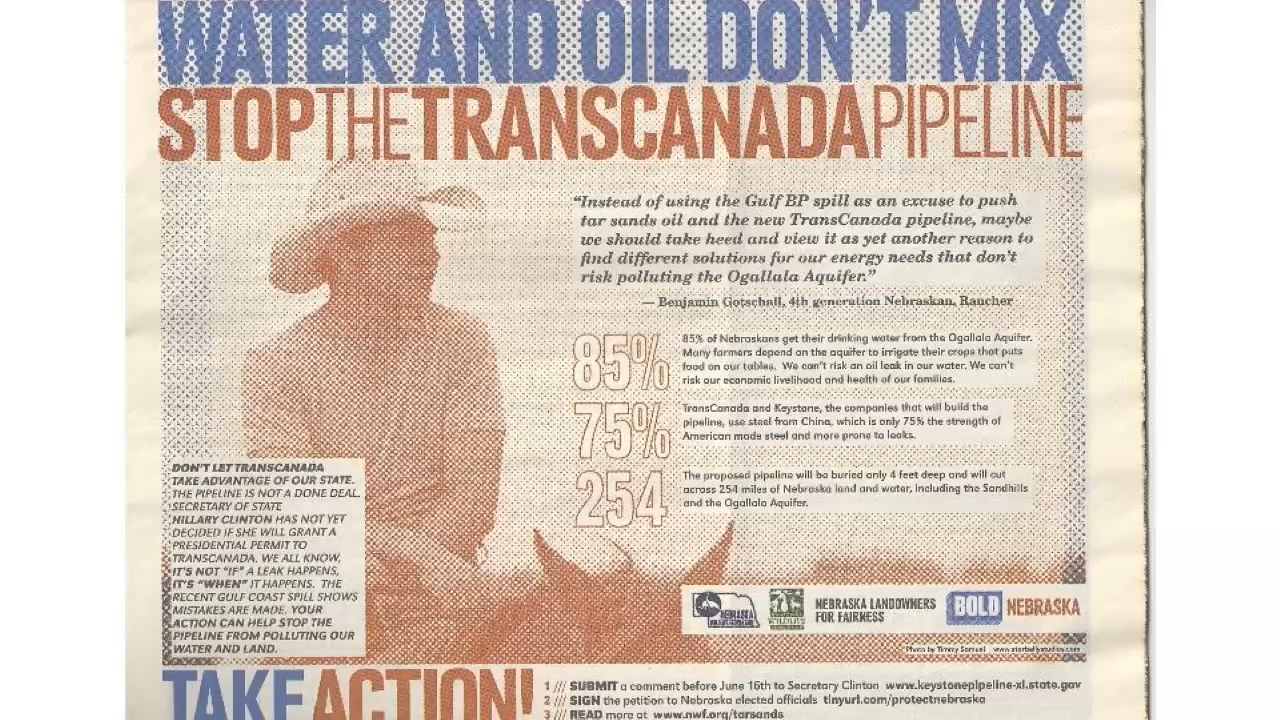 WATER AND OIL DON'T MIX
STOPTHETRANSCANADAPIPELINE
“Instead of using the Gulf BP spill as an excuse to push
tar sands oil and the new TransCanada pipeline, maybe
we should take heed and view it as yet another reason to
find different solutions for our energy needs that don't
risk polluting the Ogallala Aquifer.”
— Benjamin Gotschall, 4th generation Nebraskan, Rancher
85%
85% of Nebraskans get their drinking water from the Ogallala Aquifer.
Many farmers depend on the aquifer to irrigate their crops that puts
food on our tables. We can't risk an oil leak in our water. We can't
risk our economic livelihood and health of our families.
75%
TransCanada and Keystone, the companies that will build the
pipeline, use steel from China, which is only 75% the strength of
American made steel and more prone to leaks.
254
The proposed pipeline will be buried only 4 feet deep and will cut
across 254 miles of Nebraska land and water, including the Sandhills
and the Ogallala Aquifer.
DON'T LET TRANSCANADA
TAKE ADVANTAGE OF OUR STATE.
THE PIPELINE IS NOT A DONE DEAL.
SECRETARY OF STATE
HILLARY CLINTON HAS NOT YET
DECIDED IF SHE WILL GRANT A
PRESIDENTIAL PERMIT TO
TRANSCANADA. WE ALL KNOW,
IT'S NOT "IF" A LEAK HAPPENS,
IT'S "WHEN" IT HAPPENS. THE
RECENT GULF COAST SPILL SHOWS
MISTAKES ARE MADE. YOUR
ACTION CAN HELP STOP THE
PIPELINE FROM POLLUTING OUR
WATER AND LAND.
NEBRASKA
WILDLIFE
NEBRASKA LANDOWNERS
FOR FAIRNESS
BOLD NEBRASKA
Photo by Timmy Samuel | www.starbellystudios.com
TAKE ACTION!
1 /// SUBMIT a comment before June 16th to Secretary Clinton www.keystonepipeline-xl.state.gov
2 /// SIGN the petition to Nebraska elected officials tinyurl.com/protectnebraska
3 /// READ more at www.nwf.org/tarsands